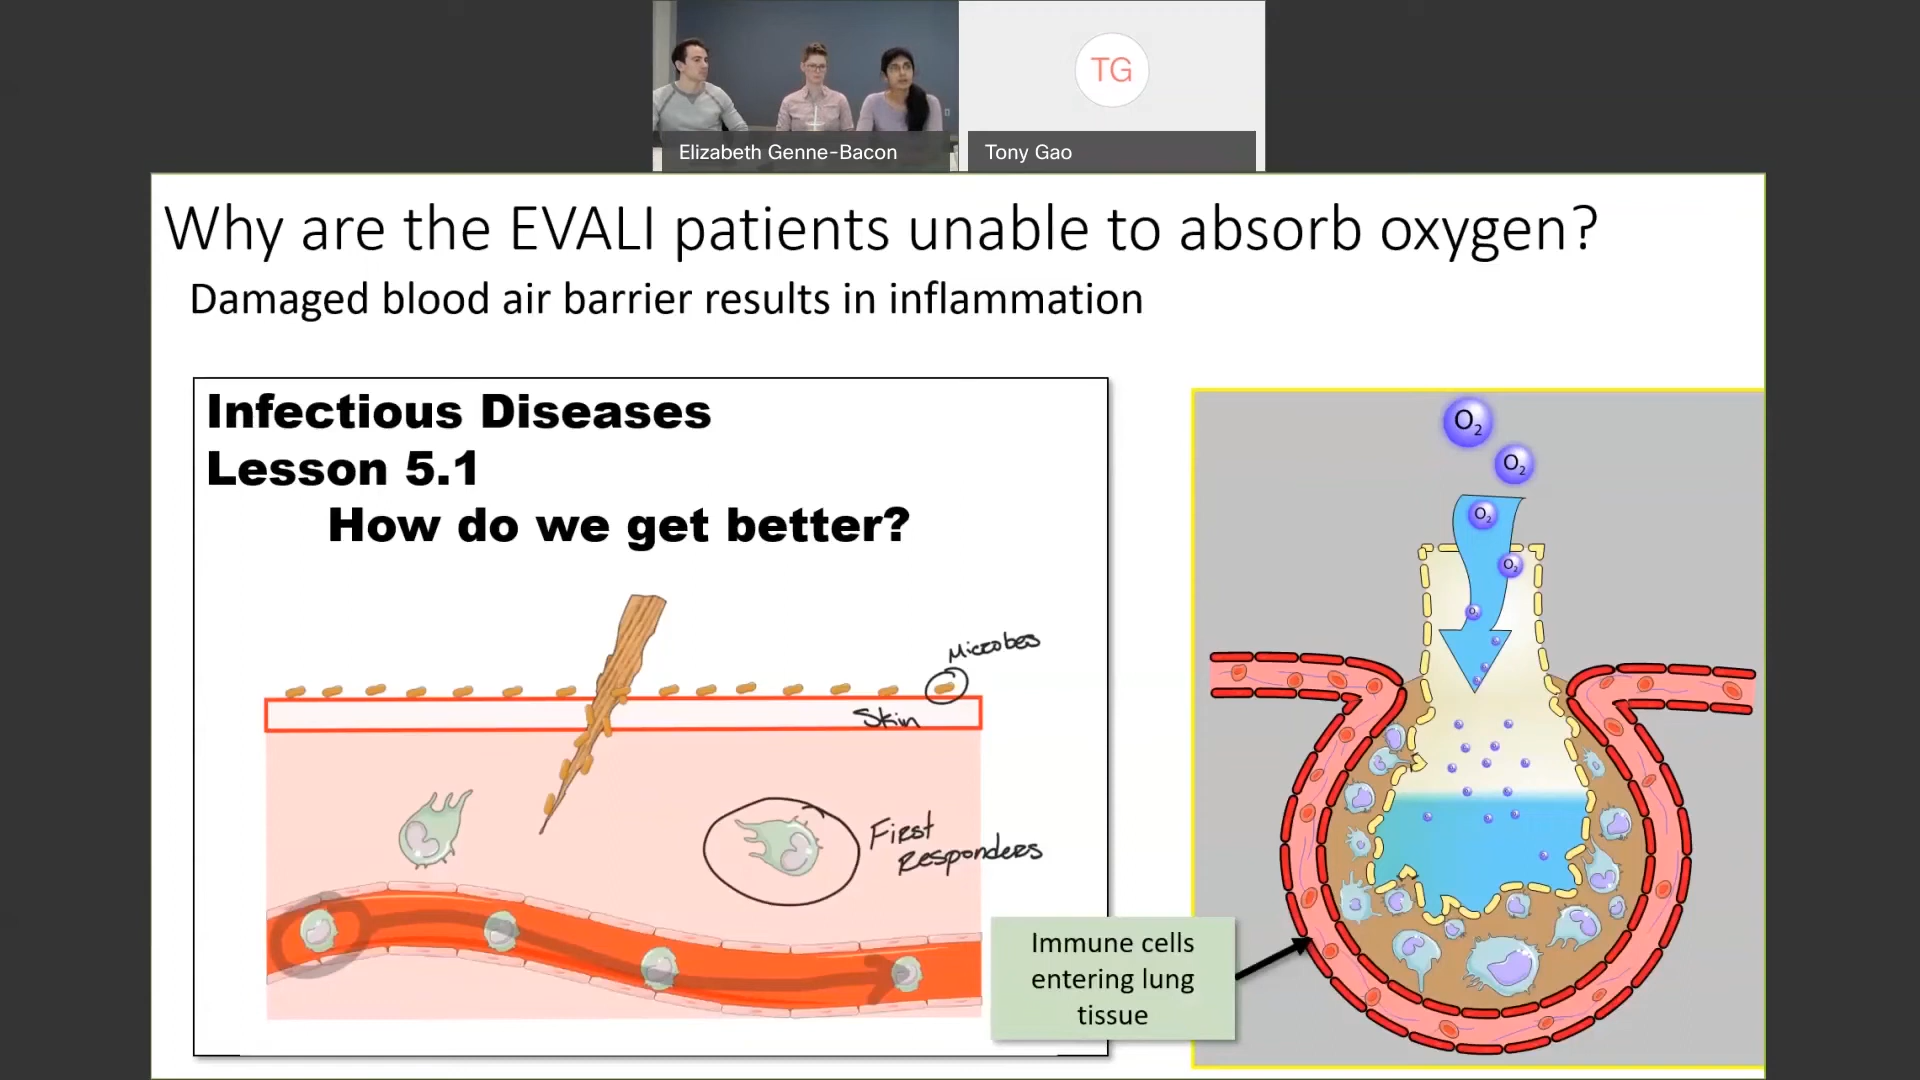 TG
Elizabeth Genne-Bacon
Tony Gao
Why are the EVALI patients unable to absorb oxygen?
Damaged blood air barrier results in inflammation
Infectious Diseases
Lesson 5.1
How do we get better?
Microbes
Skin
First
Responders
Immune cells
entering lung
tissue
O2
O2
O2
O2
O2